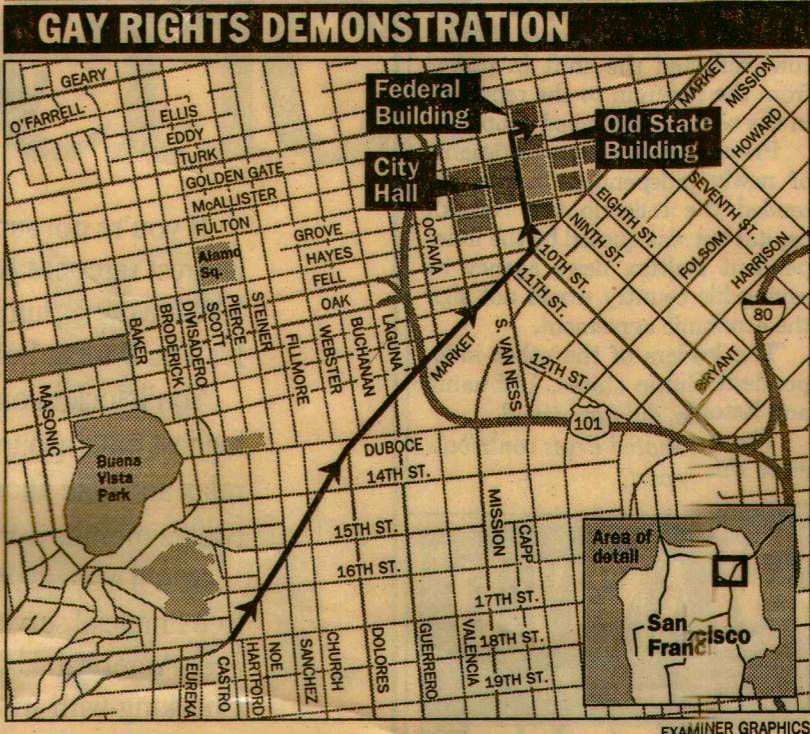 GAY RIGHTS DEMONSTRATION
GEARY
O'FARRELL
ELLIS
EDDY
TURK
GOLDEN GATE
McALLISTER
FULTON
Alamo
Sq.
GROVE
HAYES
FELL
OAK
Federal
Building
City
Hall
Old State
Building
MARKET
MISSION
HOWARD
SEVENTH ST.
EIGHTH ST.
NINTH ST.
10TH ST.
11TH ST.
12TH ST.
FOLSOM
HARRISON
BRYANT
80
101
OCTAVIA
S. VAN NESS
MARKET
BAKER
BRODERICK
DIVISADERO
SCOTT
PIERCE
STEINER
FILLMORE
WEBSTER
BUCHANAN
LAGUNA
MASONIC
Buena
Vista
Park
DUBOCE
14TH ST.
15TH ST.
16TH ST.
17TH ST.
18TH ST.
19TH ST.
MISSION
CAPP
EUREKA
CASTRO
HARTFORD
NOE
SANCHEZ
CHURCH
DOLORES
GUERRERO
VALENCIA
Area of
detail
San
Francisco
EXAMINER GRAPHICS